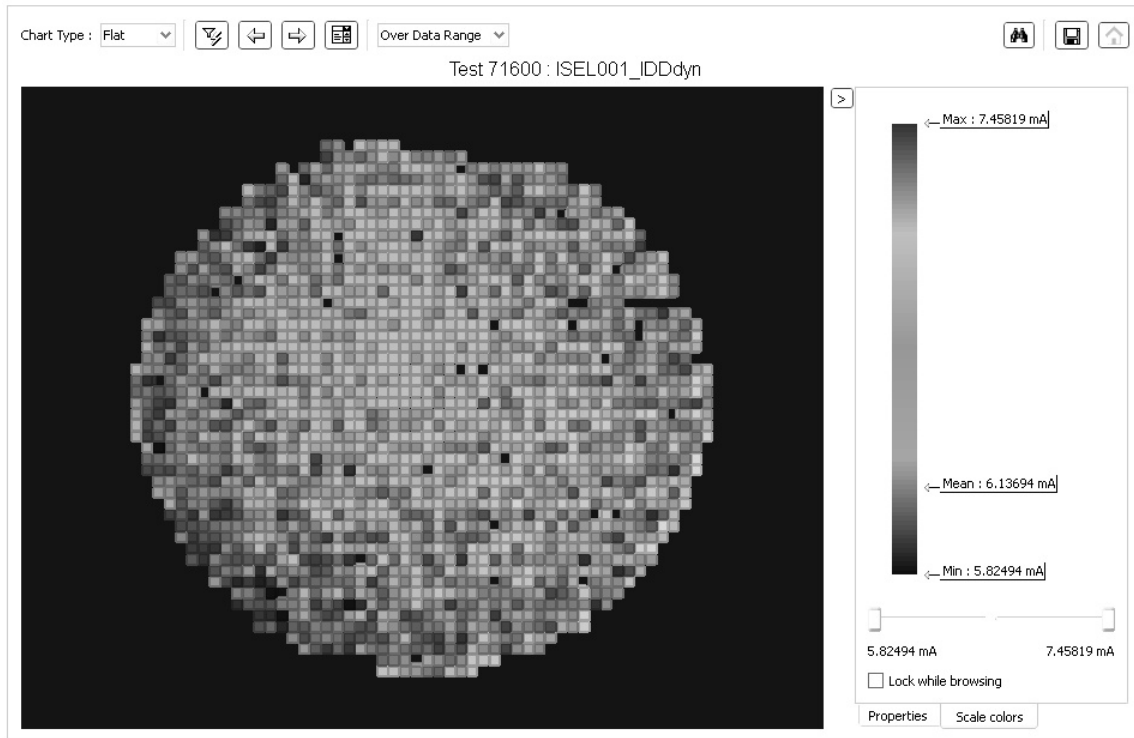 Chart Type : Flat
Over Data Range
Test 71600 : ISEL001_IDDdyn
>
Max : 7.45819 mA
Mean : 6.13694 mA
Min : 5.82494 mA
5.82494 mA 7.45819 mA
Lock while browsing
Properties Scale colors